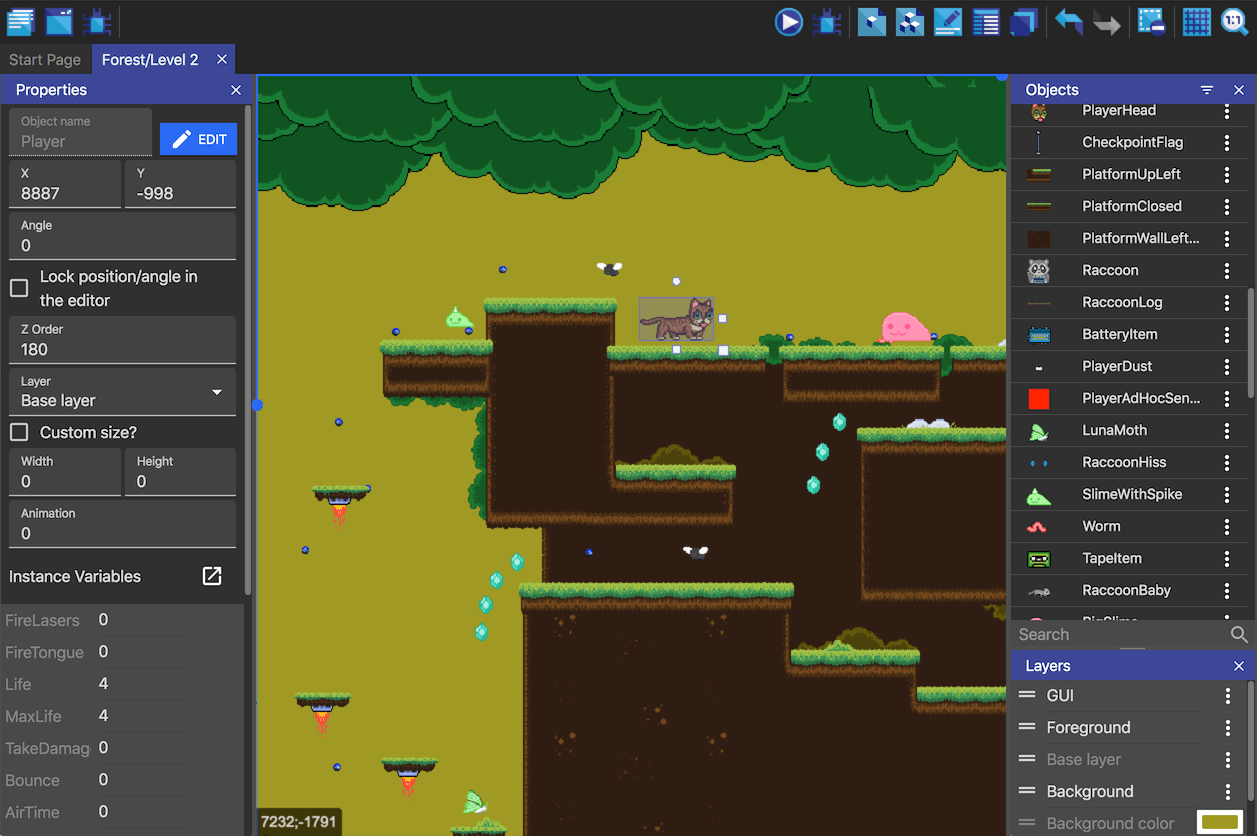 1:1
Start Page
Forest/Level 2
Properties
Object name
Player
EDIT
X
8887
Y
-998
Angle
0
Lock position/angle in
the editor
Z Order
180
Layer
Base layer
Custom size?
Width
0
Height
0
Animation
0
Instance Variables
FireLasers 0
FireTongue 0
Life 4
MaxLife 4
TakeDamag 0
Bounce 0
AirTime 0
7232;-1791
Objects
PlayerHead
CheckpointFlag
PlatformUpLeft
PlatformClosed
PlatformWallLeft...
Raccoon
RaccoonLog
BatteryItem
PlayerDust
PlayerAdHocSen...
LunaMoth
RaccoonHiss
SlimeWithSpike
Worm
TapeItem
RaccoonBaby
BigSlime
Search
Layers
GUI
Foreground
Base layer
Background
Background color